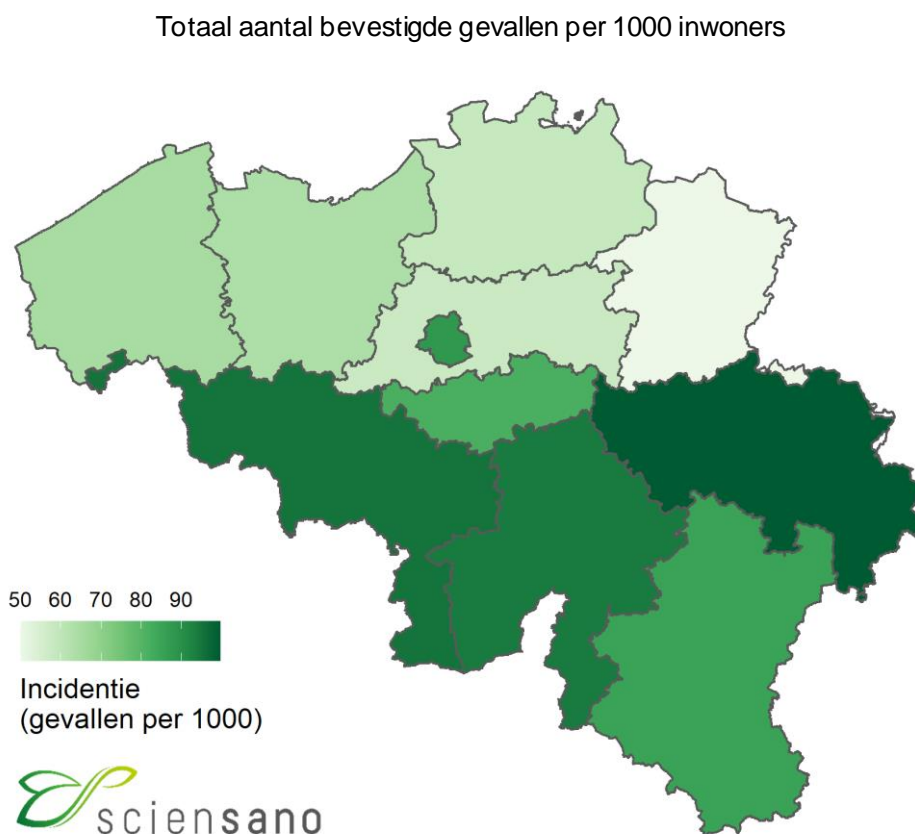 Totaal aantal bevestigde gevallen per 1000 inwoners
50 60 70 80 90
Incidentie
(gevallen per 1000)
sciensano